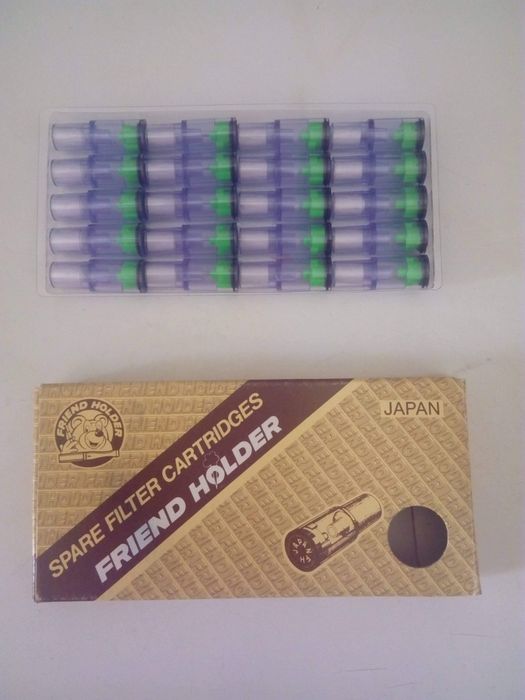 FRIEND HOLDER
SPARE FILTER CARTRIDGES
FRIEND HOLDER
JAPAN